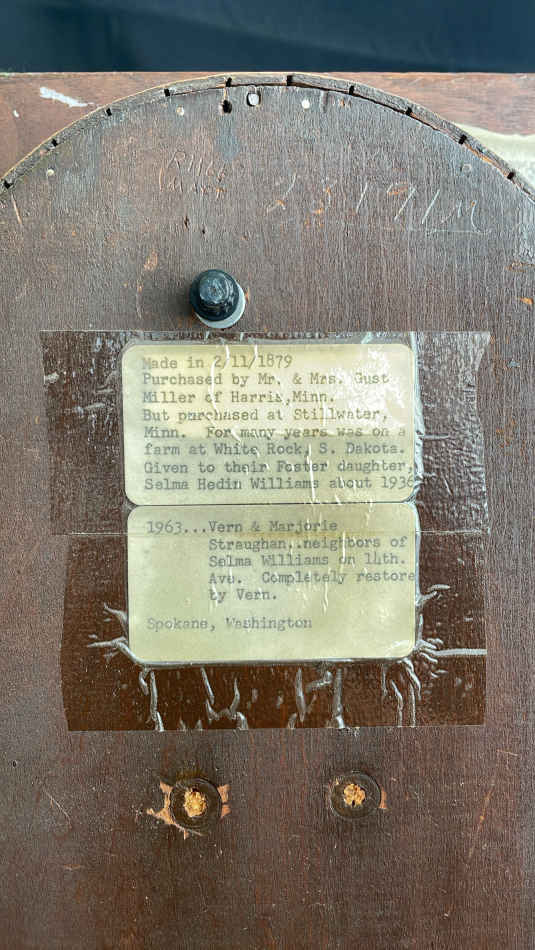 23191M
Made in 2/11/1879
Purchased by Mr. & Mrs. Gust
Miller of Harris,Minn.
But purchased at Stillwater,
Minn. For many years was on a
farm at White Rock, S. Dakota.
Given to their Foster daughter,
Selma Hedin Williams about 1936
1963...Vern & Marjorie
Straughan..neighbors of
Selma Williams on 14th.
Ave. Completely restore
by Vern.
Spokane, Washington